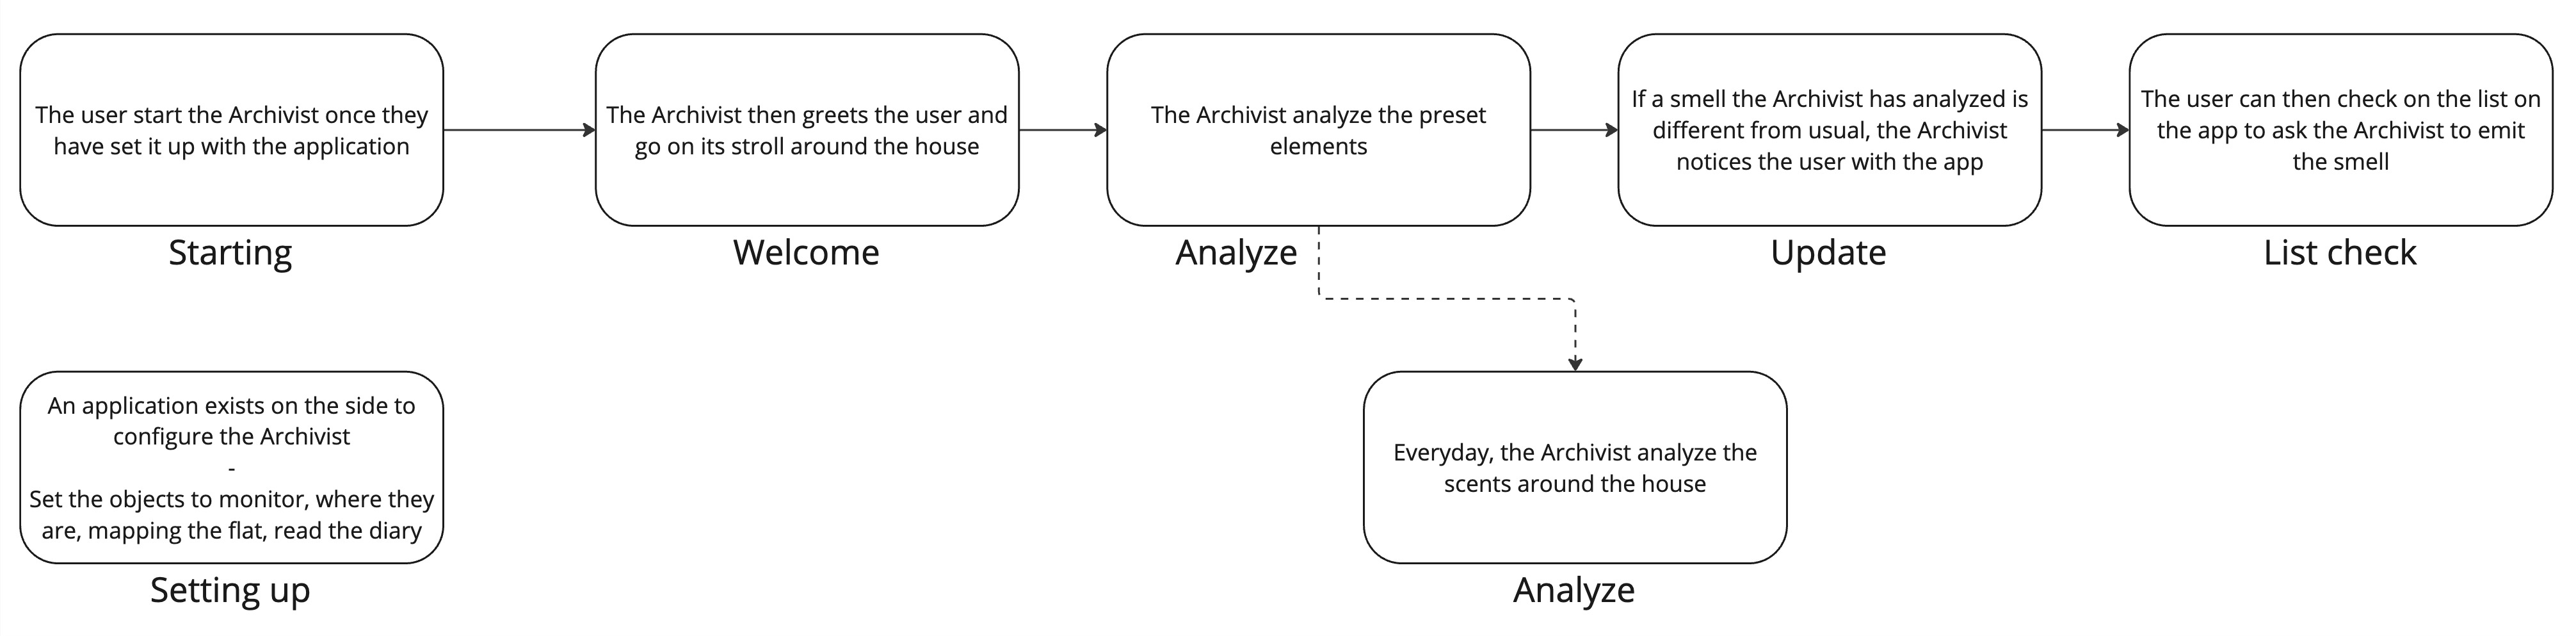 The user start the Archivist once they
have set it up with the application
Starting
The Archivist then greets the user and
go on its stroll around the house
Welcome
The Archivist analyze the preset
elements
Analyze
If a smell the Archivist has analyzed is
different from usual, the Archivist
notices the user with the app
Update
The user can then check on the list on
the app to ask the Archivist to emit
the smell
List check
An application exists on the side to
configure the Archivist
-
Set the objects to monitor, where they
are, mapping the flat, read the diary
Setting up
Everyday, the Archivist analyze the
scents around the house
Analyze